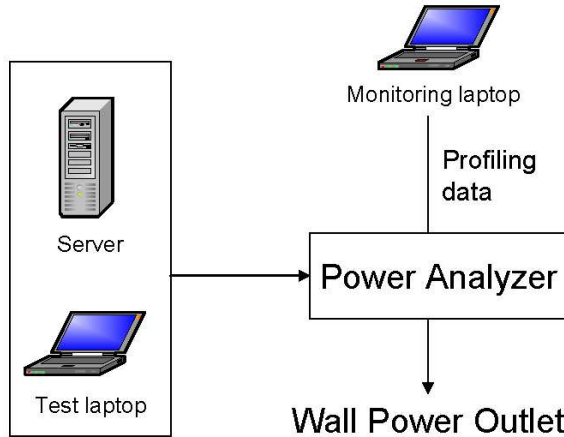 Monitoring laptop
Profiling
data
Server
Power Analyzer
Test laptop
Wall Power Outlet